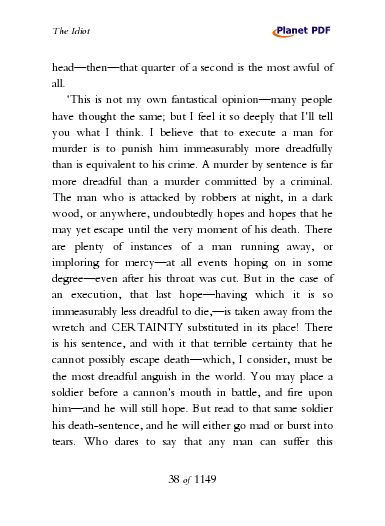 The Idiot
Planet PDF
head—then—that quarter of a second is the most awful of
all.
‘This is not my own fantastical opinion—many people
have thought the same; but I feel it so deeply that I’ll tell
you what I think. I believe that to execute a man for
murder is to punish him immeasurably more dreadfully
than is equivalent to his crime. A murder by sentence is far
more dreadful than a murder committed by a criminal.
The man who is attacked by robbers at night, in a dark
wood, or anywhere, undoubtedly hopes and hopes that he
may yet escape until the very moment of his death. There
are plenty of instances of a man running away, or
imploring for mercy—at all events hoping on in some
degree—even after his throat was cut. But in the case of
an execution, that last hope—having which it is so
immeasurably less dreadful to die,—is taken away from the
wretch and CERTAINTY substituted in its place! There
is his sentence, and with it that terrible certainty that he
cannot possibly escape death—which, I consider, must be
the most dreadful anguish in the world. You may place a
soldier before a cannon’s mouth in battle, and fire upon
him—and he will still hope. But read to that same soldier
his death-sentence, and he will either go mad or burst into
tears. Who dares to say that any man can suffer this
38 of 1149